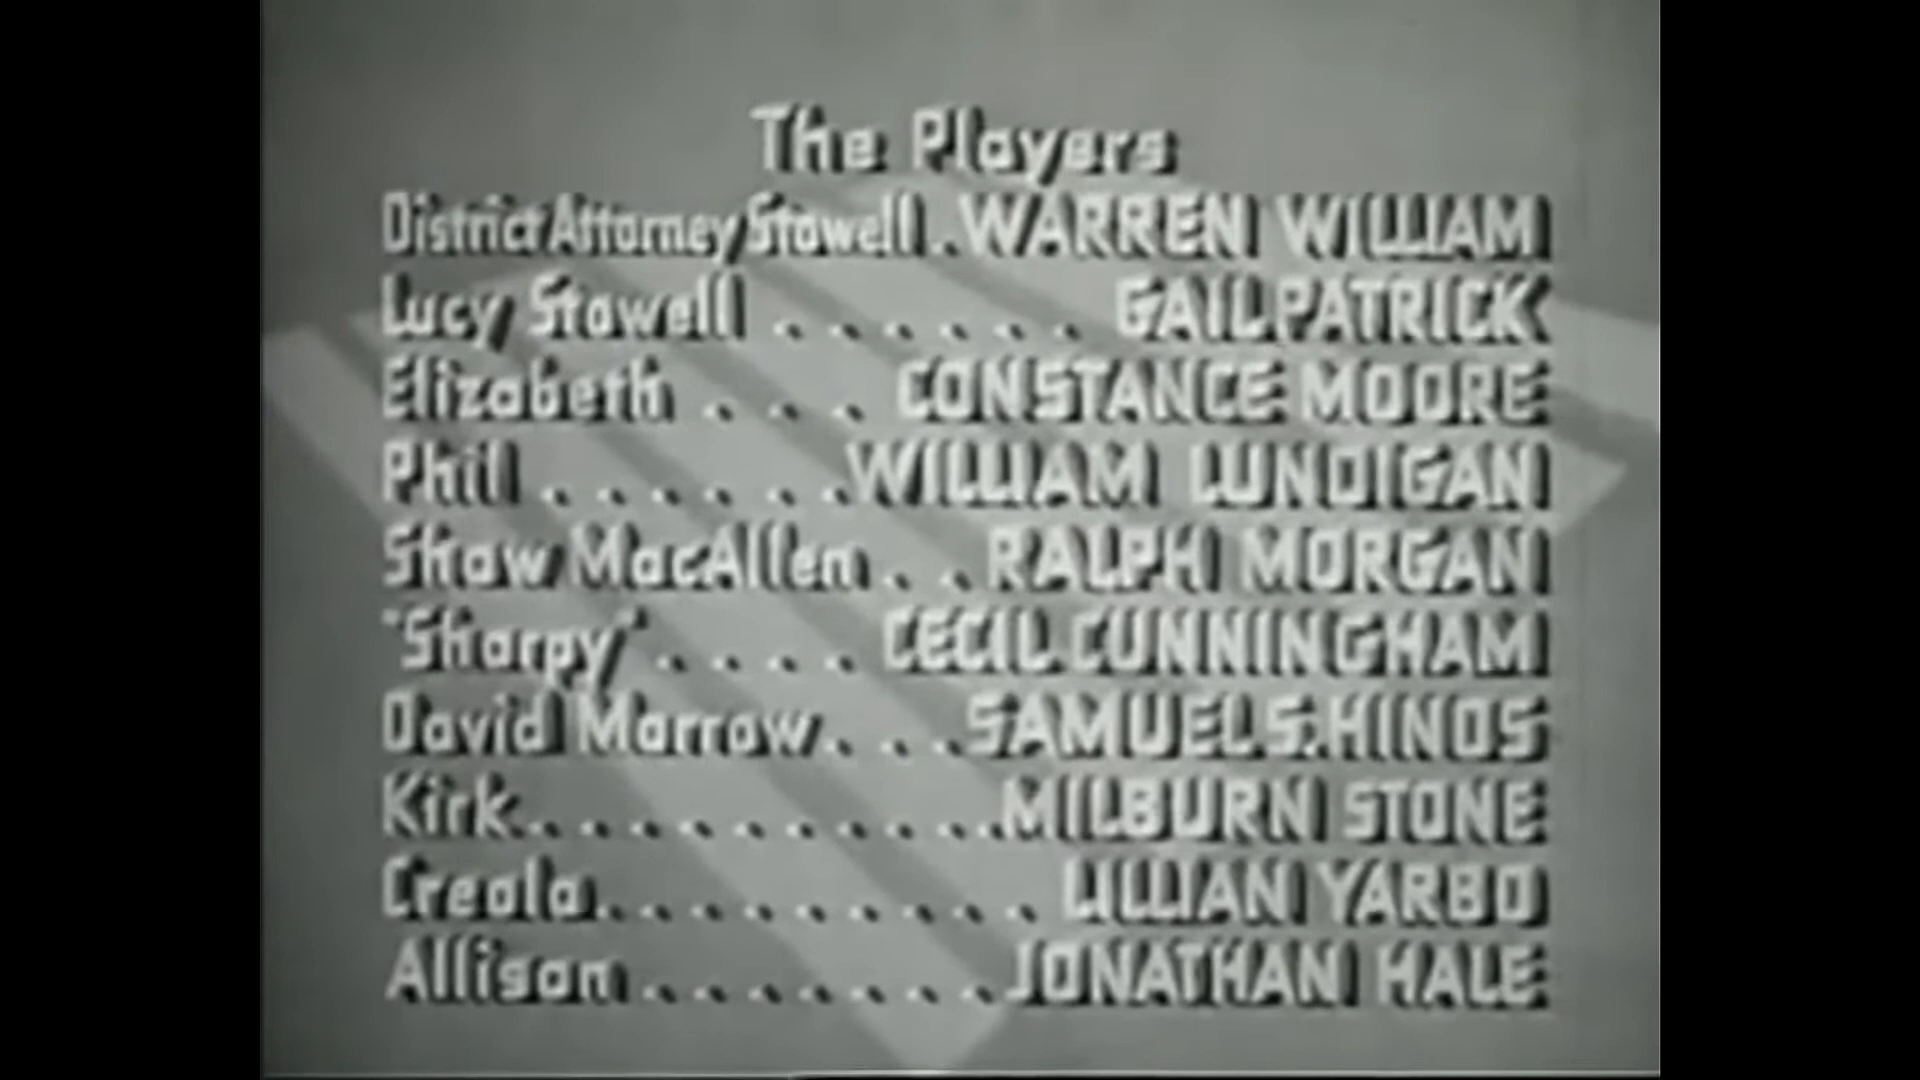 The Players
District Attorney Stowell . . WARREN WILLIAM
Lucy Stowell . . . . . . GAIL PATRICK
Elizabeth . . . CONSTANCE MOORE
Phil . . . . . . WILLIAM LUNDIGAN
Shaw MacAllen . . RALPH MORGAN
"Sharpy" . . . . CECIL CUNNINGHAM
David Marrow . . . SAMUEL S. HINDS
Kirk . . . . . . . . . . MILBURN STONE
Creola . . . . . . . . . LILLIAN YARBO
Allison . . . . . . . JONATHAN HALE